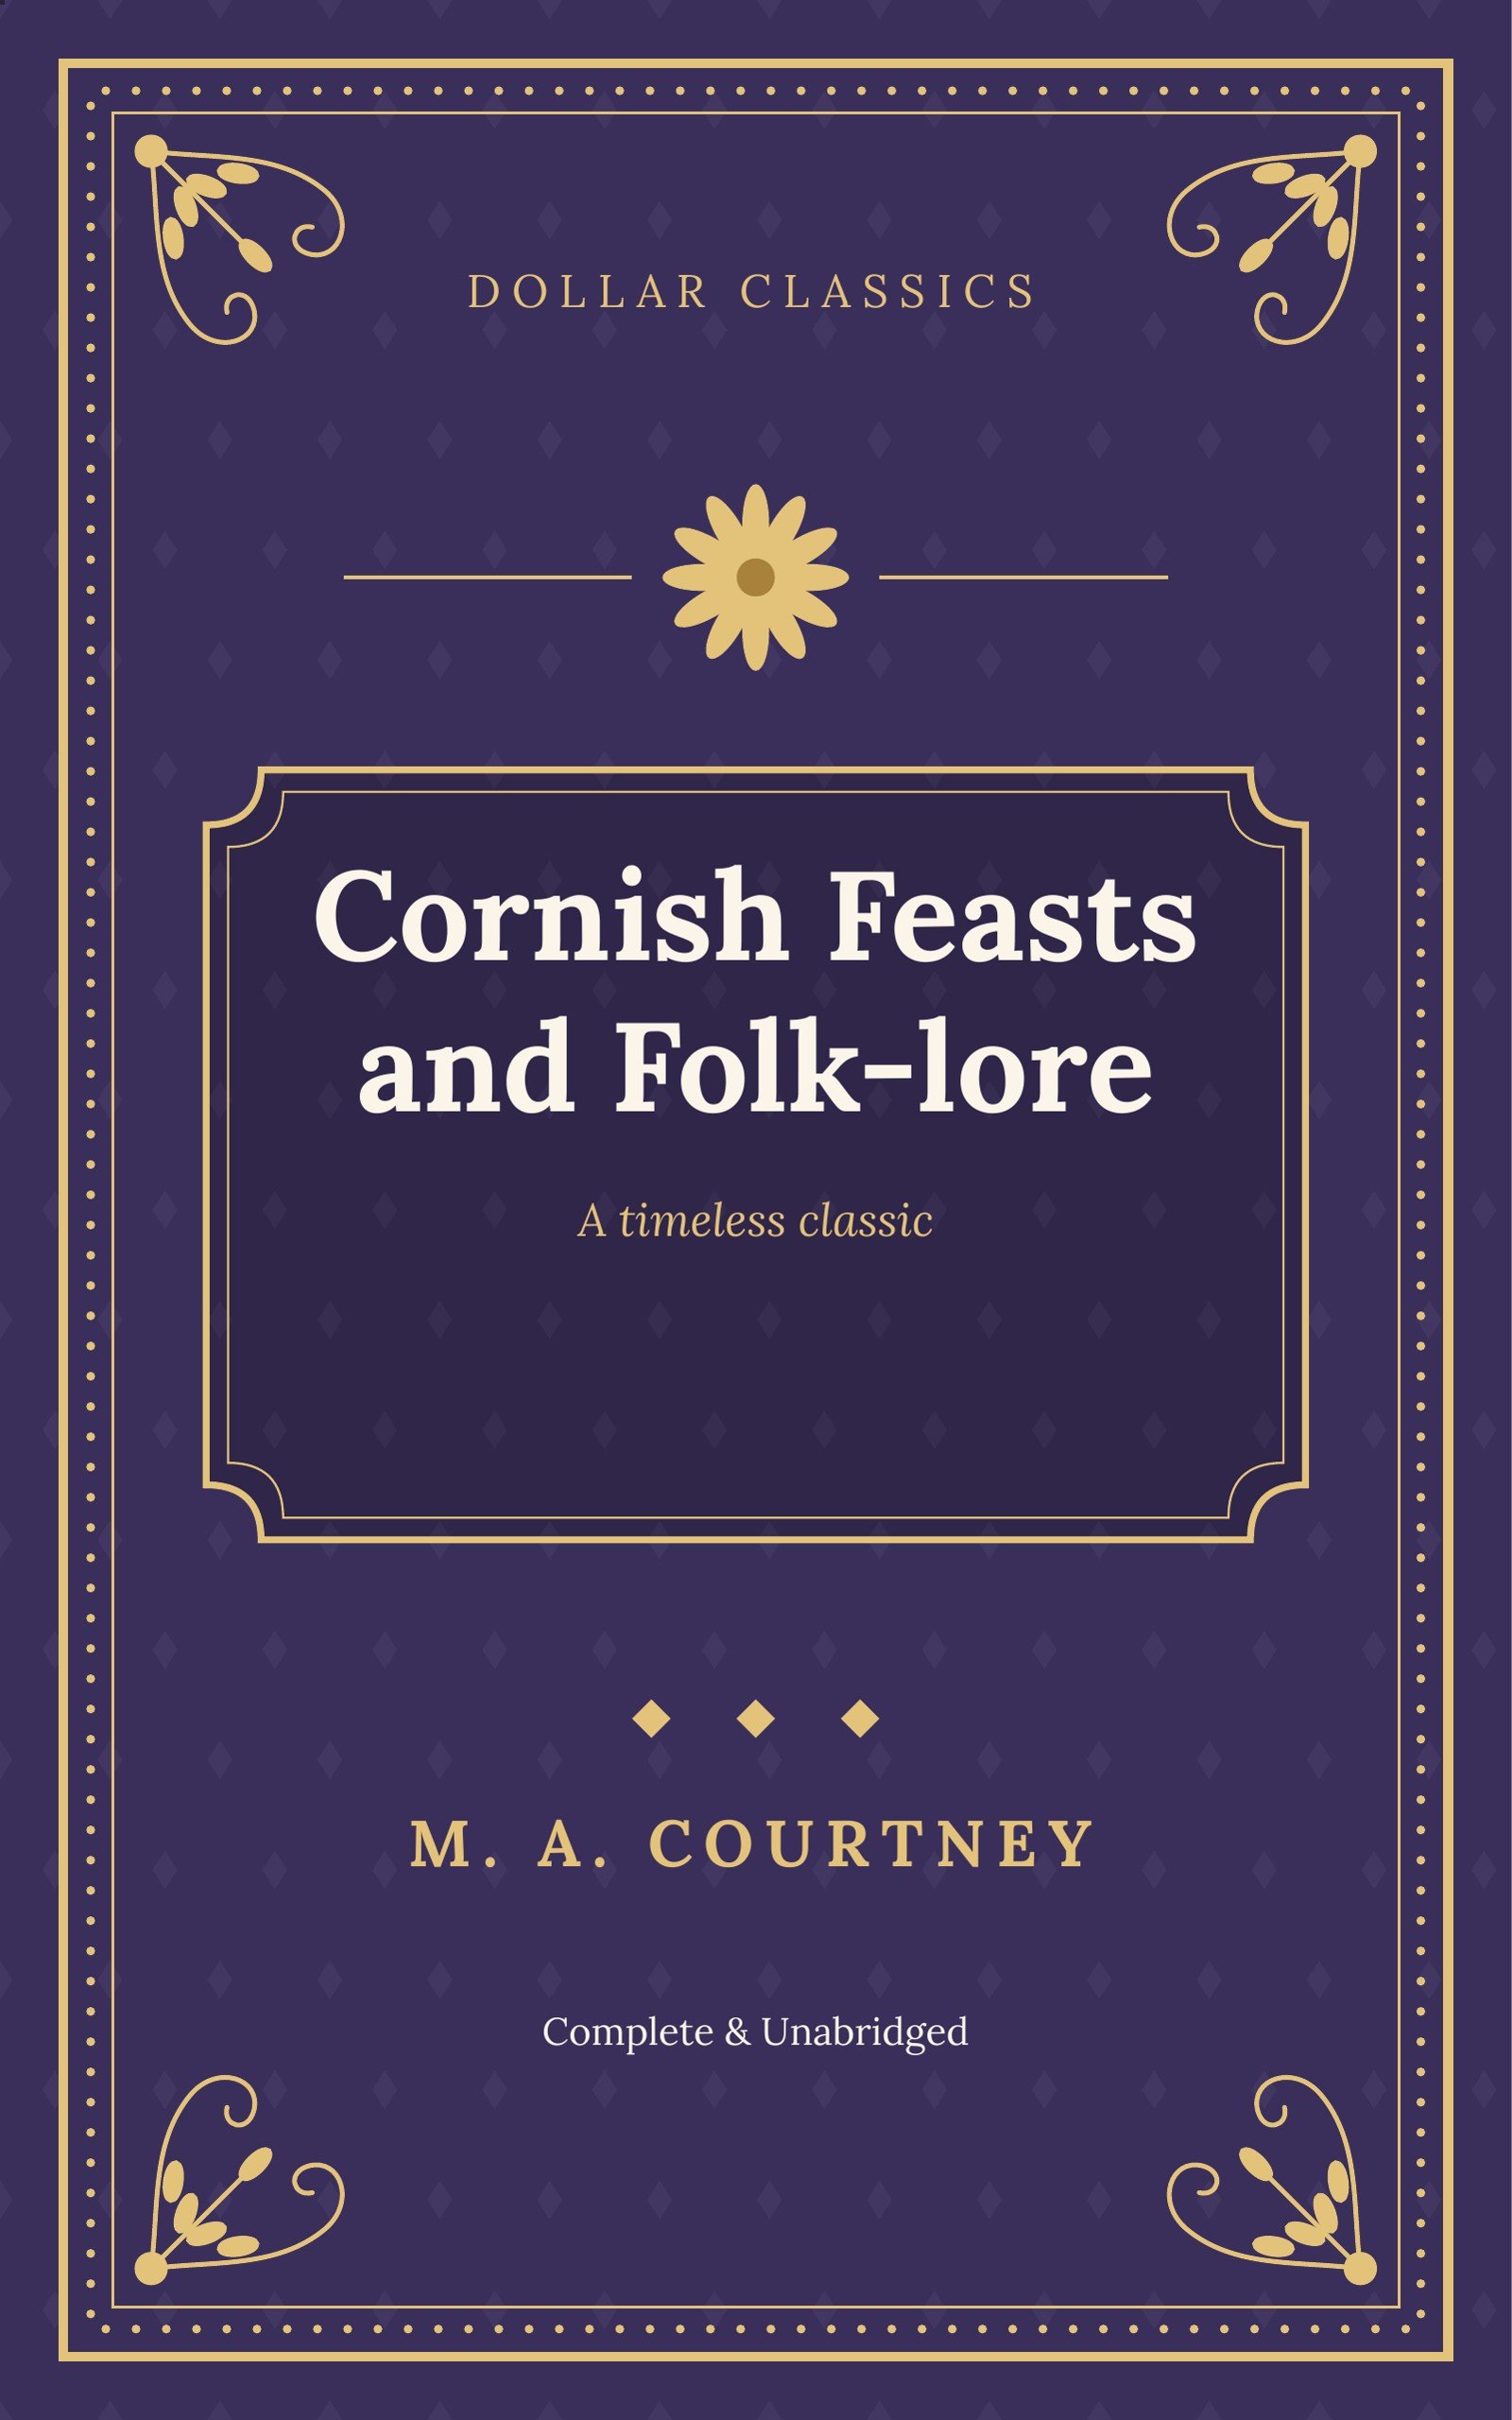 DOLLAR CLASSICS
Cornish Feasts
and Folk-lore
A timeless classic
M. A. COURTNEY
Complete & Unabridged